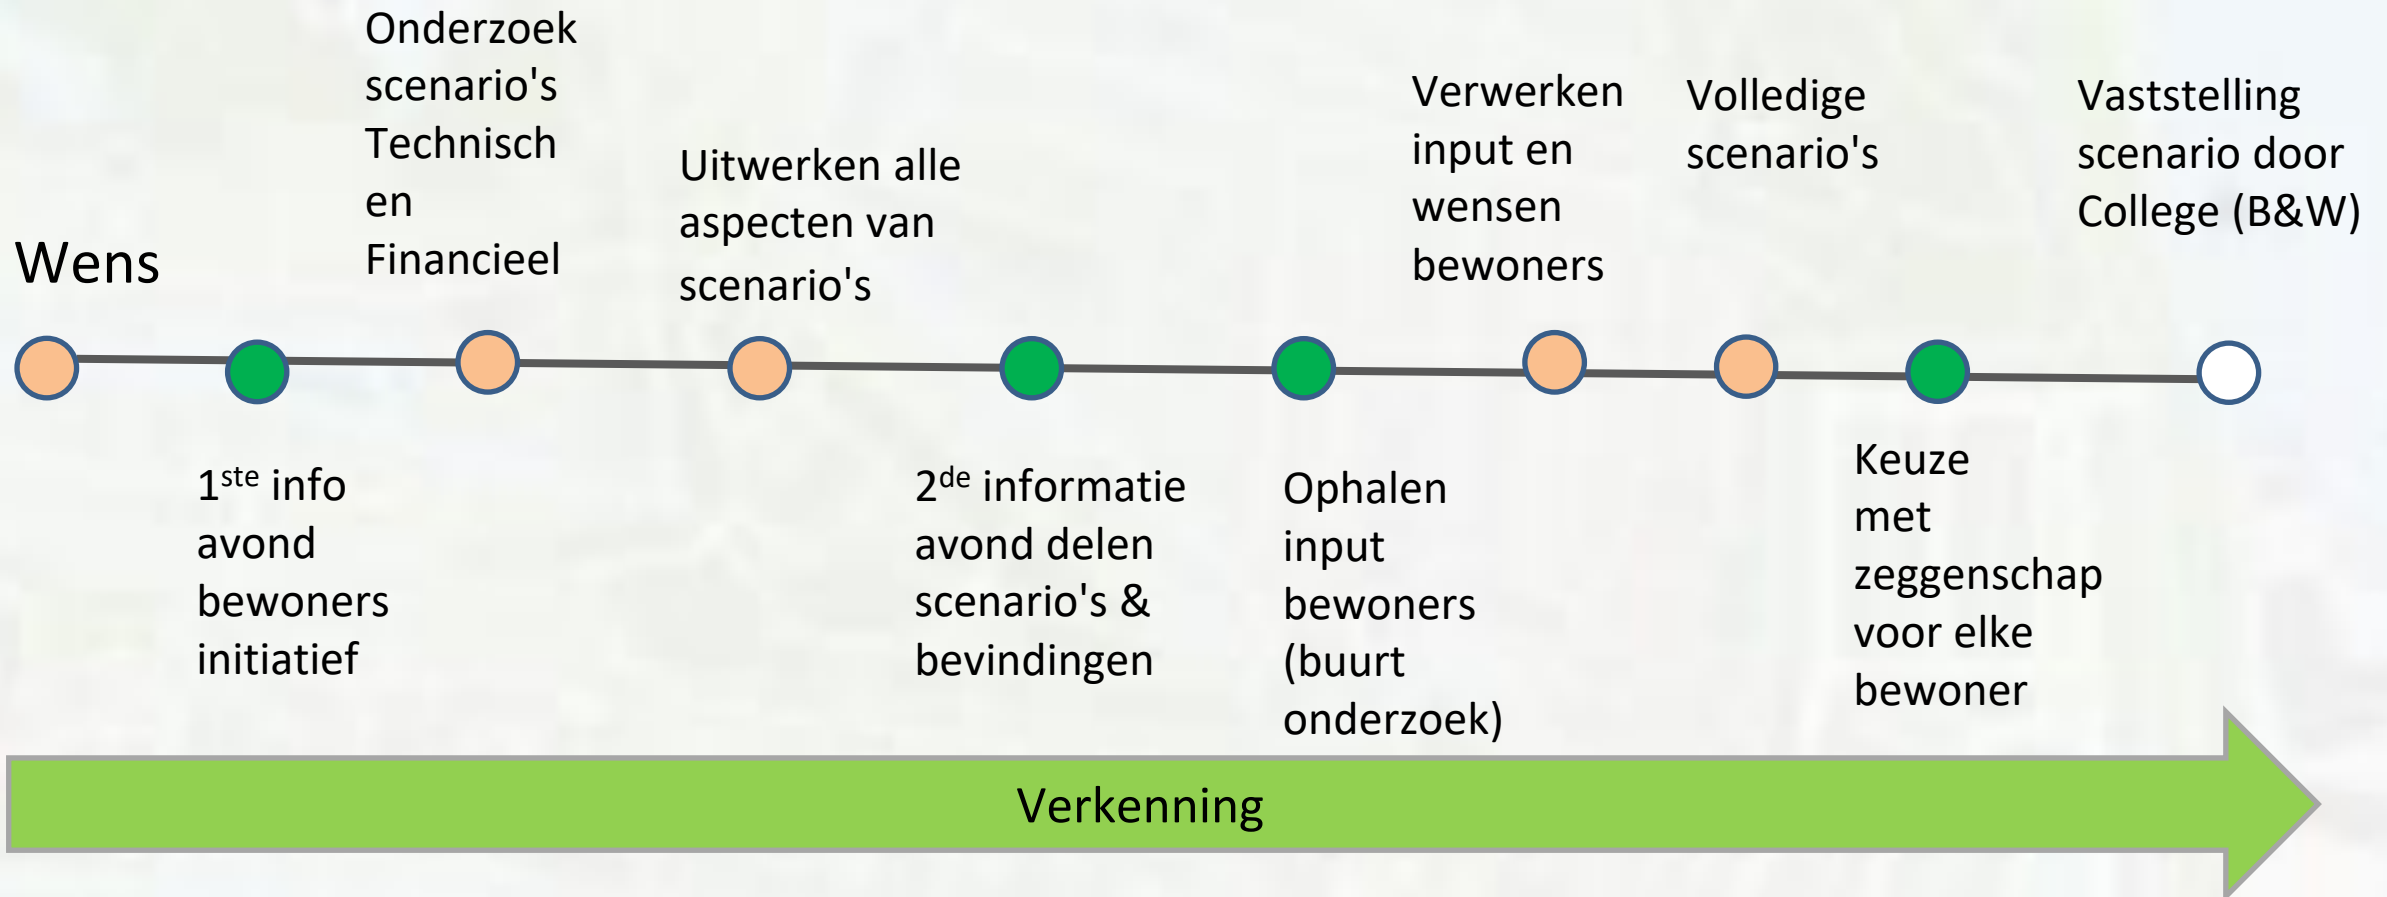 Wens
Onderzoek
scenario's
Technisch
en
Financieel
Uitwerken alle
aspecten van
scenario's
Verwerken
input en
wensen
bewoners
Volledige
scenario's
Vaststelling
scenario door
College (B&W)
1ste info
avond
bewoners
initiatief
2de informatie
avond delen
scenario's &
bevindingen
Ophalen
input
bewoners
(buurt
onderzoek)
Keuze
met
zeggenschap
voor elke
bewoner
Verkenning